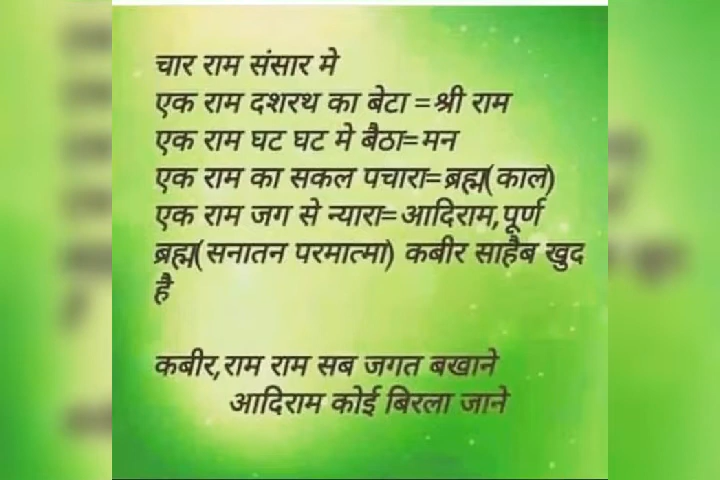 चार राम संसार मे
एक राम दशरथ का बेटा =श्री राम
एक राम घट घट मे बैठा=मन
एक राम का सकल पचारा=ब्रह्म(काल)
एक राम जग से न्यारा=आदिराम,पूर्ण
ब्रह्म(सनातन परमात्मा) कबीर साहैब खुद
है
कबीर,राम राम सब जगत बखाने
आदिराम कोई बिरला जाने